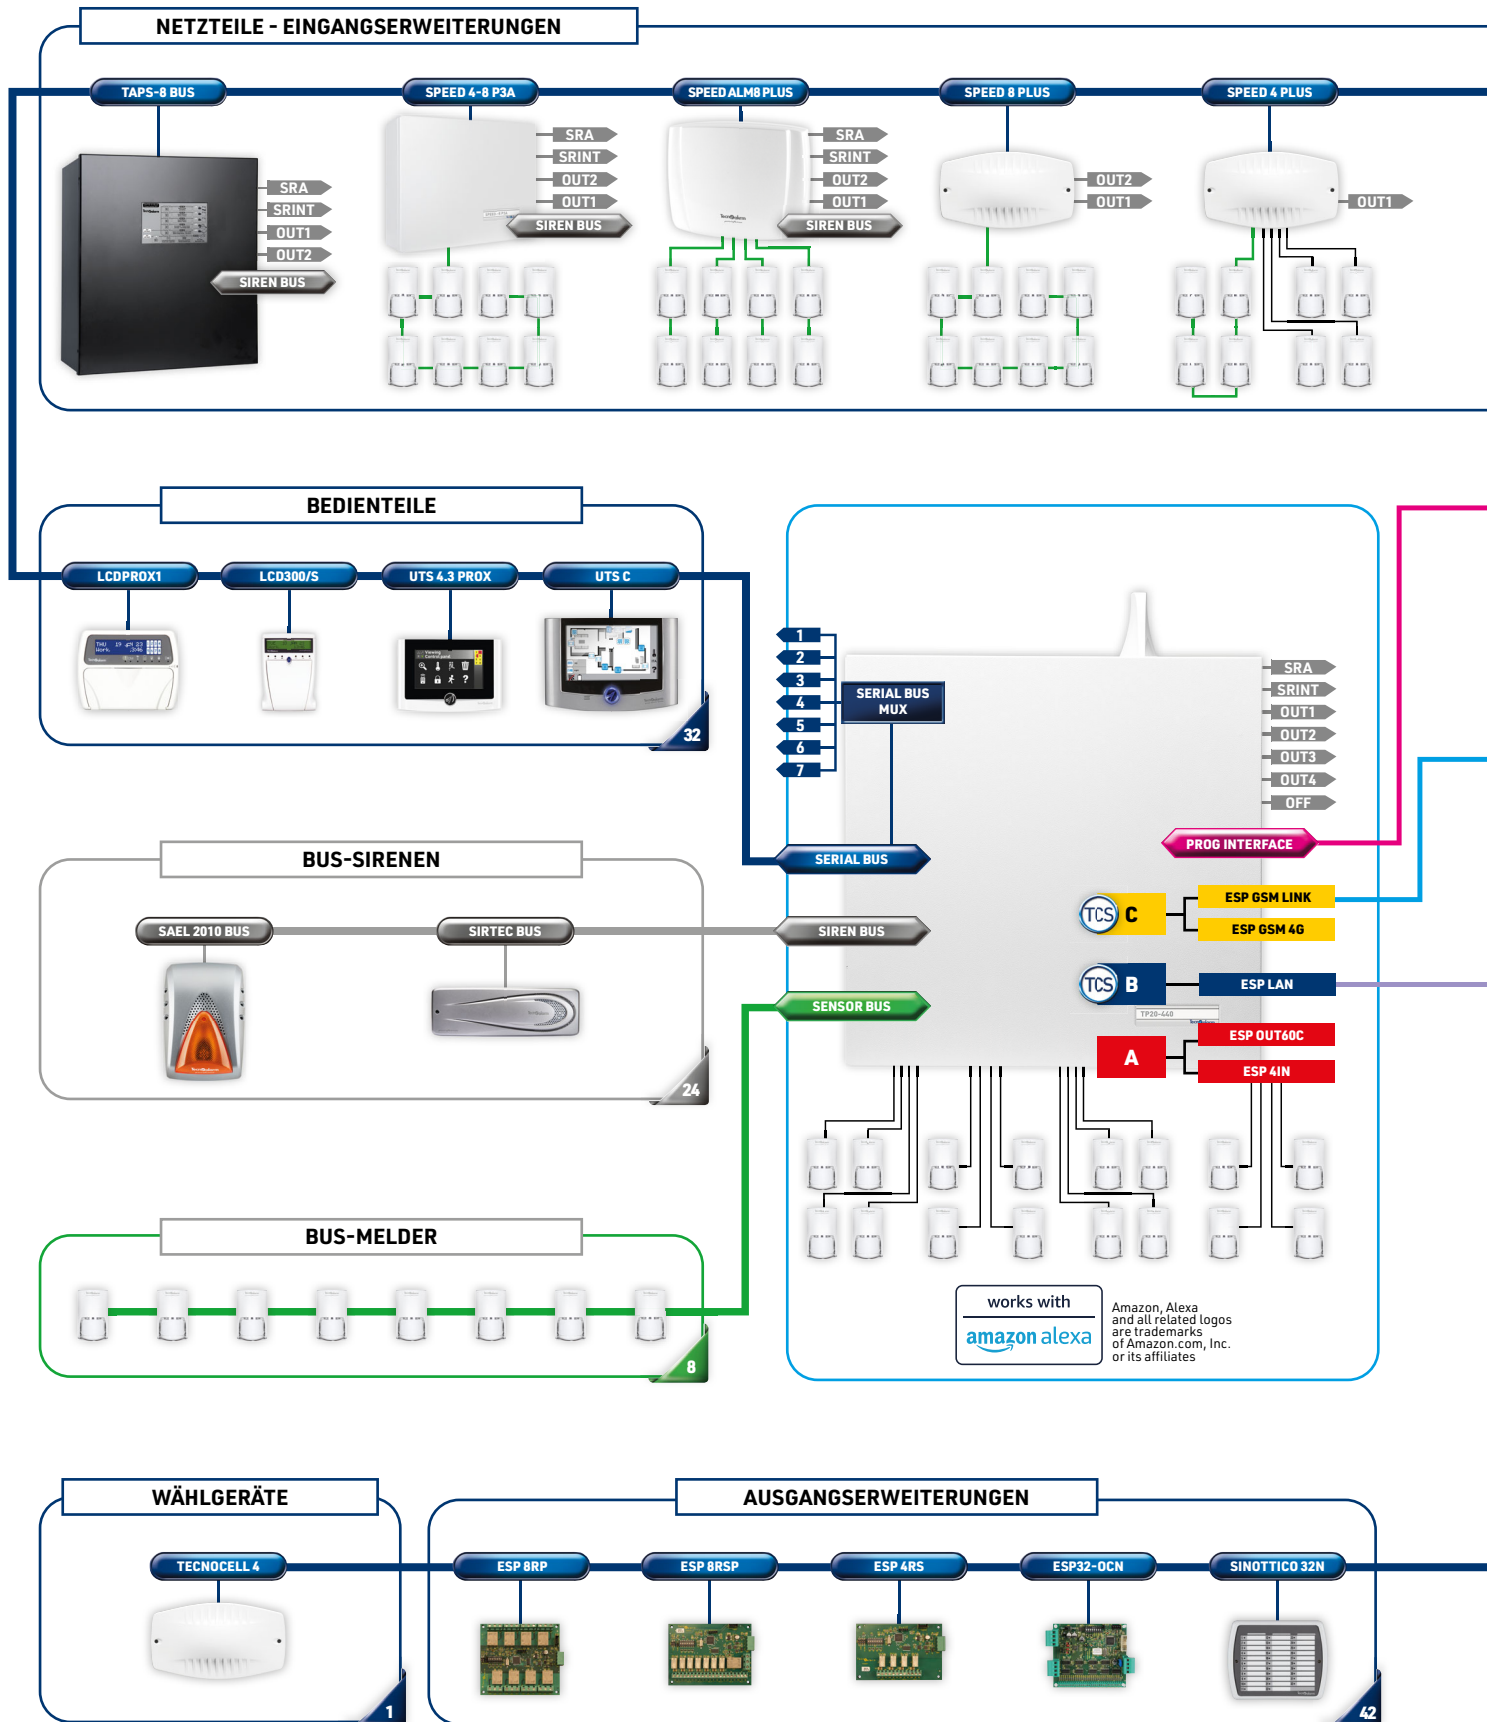 NETZTEILE - EINGANGSERWEITERUNGEN
TAPS-8 BUS
SPEED 4-8 P3A
SPEED ALM8 PLUS
SPEED 8 PLUS
SPEED 4 PLUS
SRA
SRINT
OUT1
OUT2
SIREN BUS
SRA
SRINT
OUT2
OUT1
SIREN BUS
SRA
SRINT
OUT2
OUT1
SIREN BUS
OUT2
OUT1
OUT1
BEDIENTEILE
LCDPROX1
LCD300/S
UTS 4.3 PROX
UTS C
32
1
2
3
4
5
6
7
SERIAL BUS
MUX
SRA
SRINT
OUT1
OUT2
OUT3
OUT4
OFF
PROG INTERFACE
SERIAL BUS
BUS-SIRENEN
SAEL 2010 BUS
SIRTEC BUS
24
SIREN BUS
SENSOR BUS
TCS C
ESP GSM LINK
ESP GSM 4G
TCS B
ESP LAN
TP20-440
A
ESP OUT60C
ESP 4IN
BUS-MELDER
8
works with
amazon alexa
Amazon, Alexa
and all related logos
are trademarks
of Amazon.com, Inc.
or its affiliates
WÄHLGERÄTE
TECNOCELL 4
1
AUSGANGSERWEITERUNGEN
ESP 8RP
ESP 8RSP
ESP 4RS
ESP32-OCN
SINOTTICO 32N
42